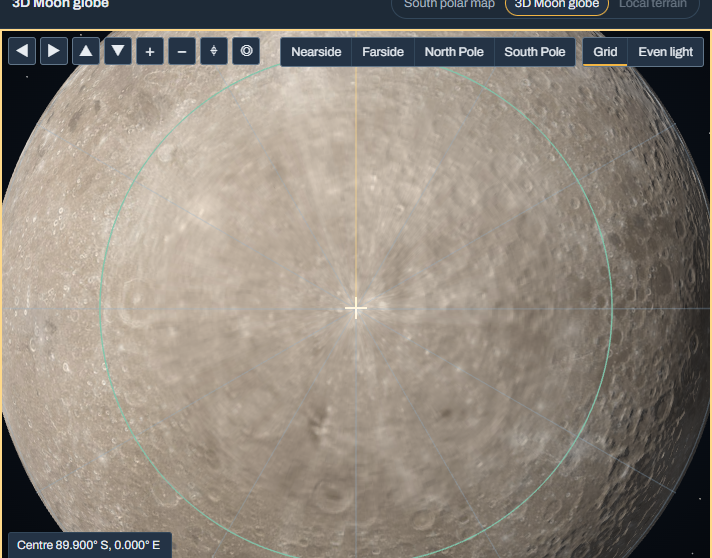 3D Moon globe
South polar map 3D Moon globe Local terrain
Nearside Farside North Pole South Pole Grid Even light
Centre 89.900° S, 0.000° E